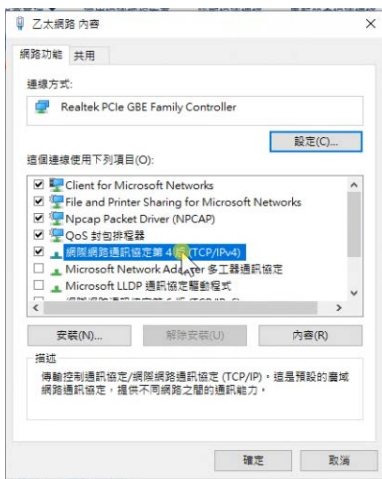 乙太網路 內容
網路功能 共用
連線方式:
Realtek PCIe GBE Family Controller
設定(C)...
這個連線使用下列項目(O):
Client for Microsoft Networks
File and Printer Sharing for Microsoft Networks
Npcap Packet Driver (NPCAP)
QoS 封包排程器
網際網路通訊協定第 4 版 (TCP/IPv4)
Microsoft Network Adapter 多工器通訊協定
Microsoft LLDP 通訊協定驅動程式
安裝(N)... 解除安裝(U) 內容(R)
描述
傳輸控制通訊協定/網際網路通訊協定 (TCP/IP)。這是預設的廣域
網路通訊協定，提供不同網路之間的通訊能力。
確定 取消